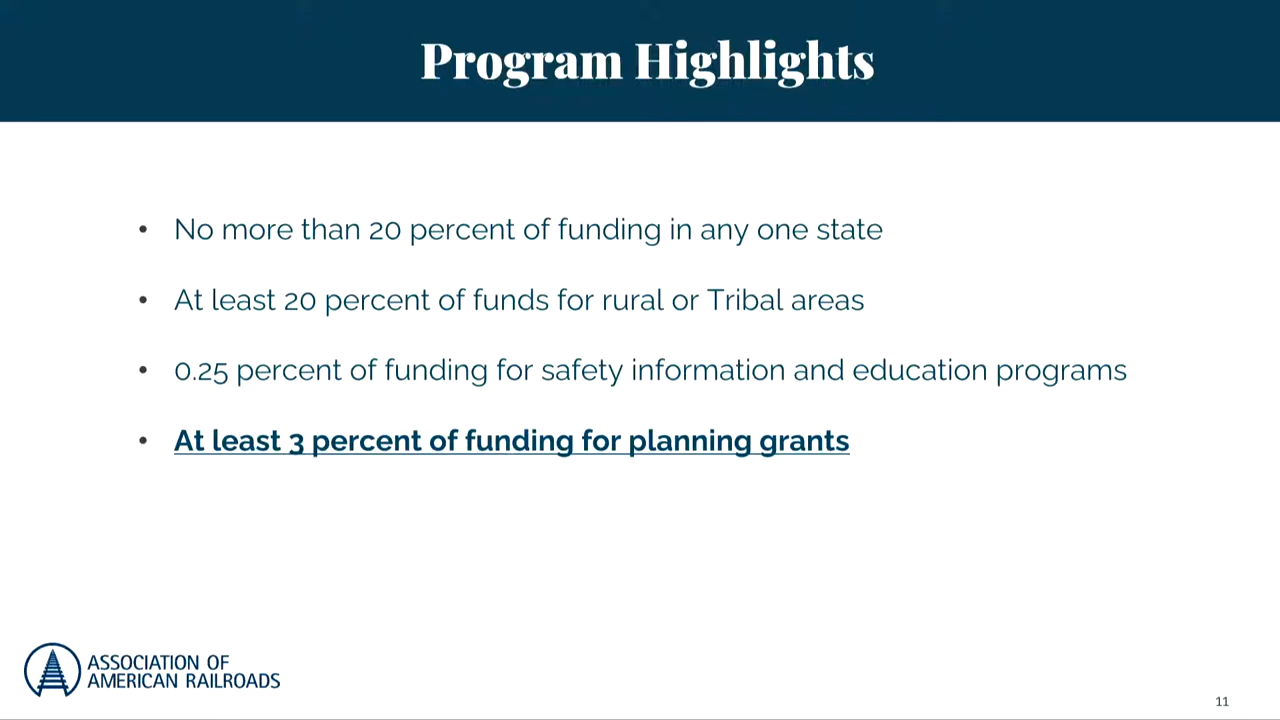 Program Highlights
• No more than 20 percent of funding in any one state
• At least 20 percent of funds for rural or Tribal areas
• 0.25 percent of funding for safety information and education programs
• At least 3 percent of funding for planning grants
ASSOCIATION OF
AMERICAN RAILROADS
11